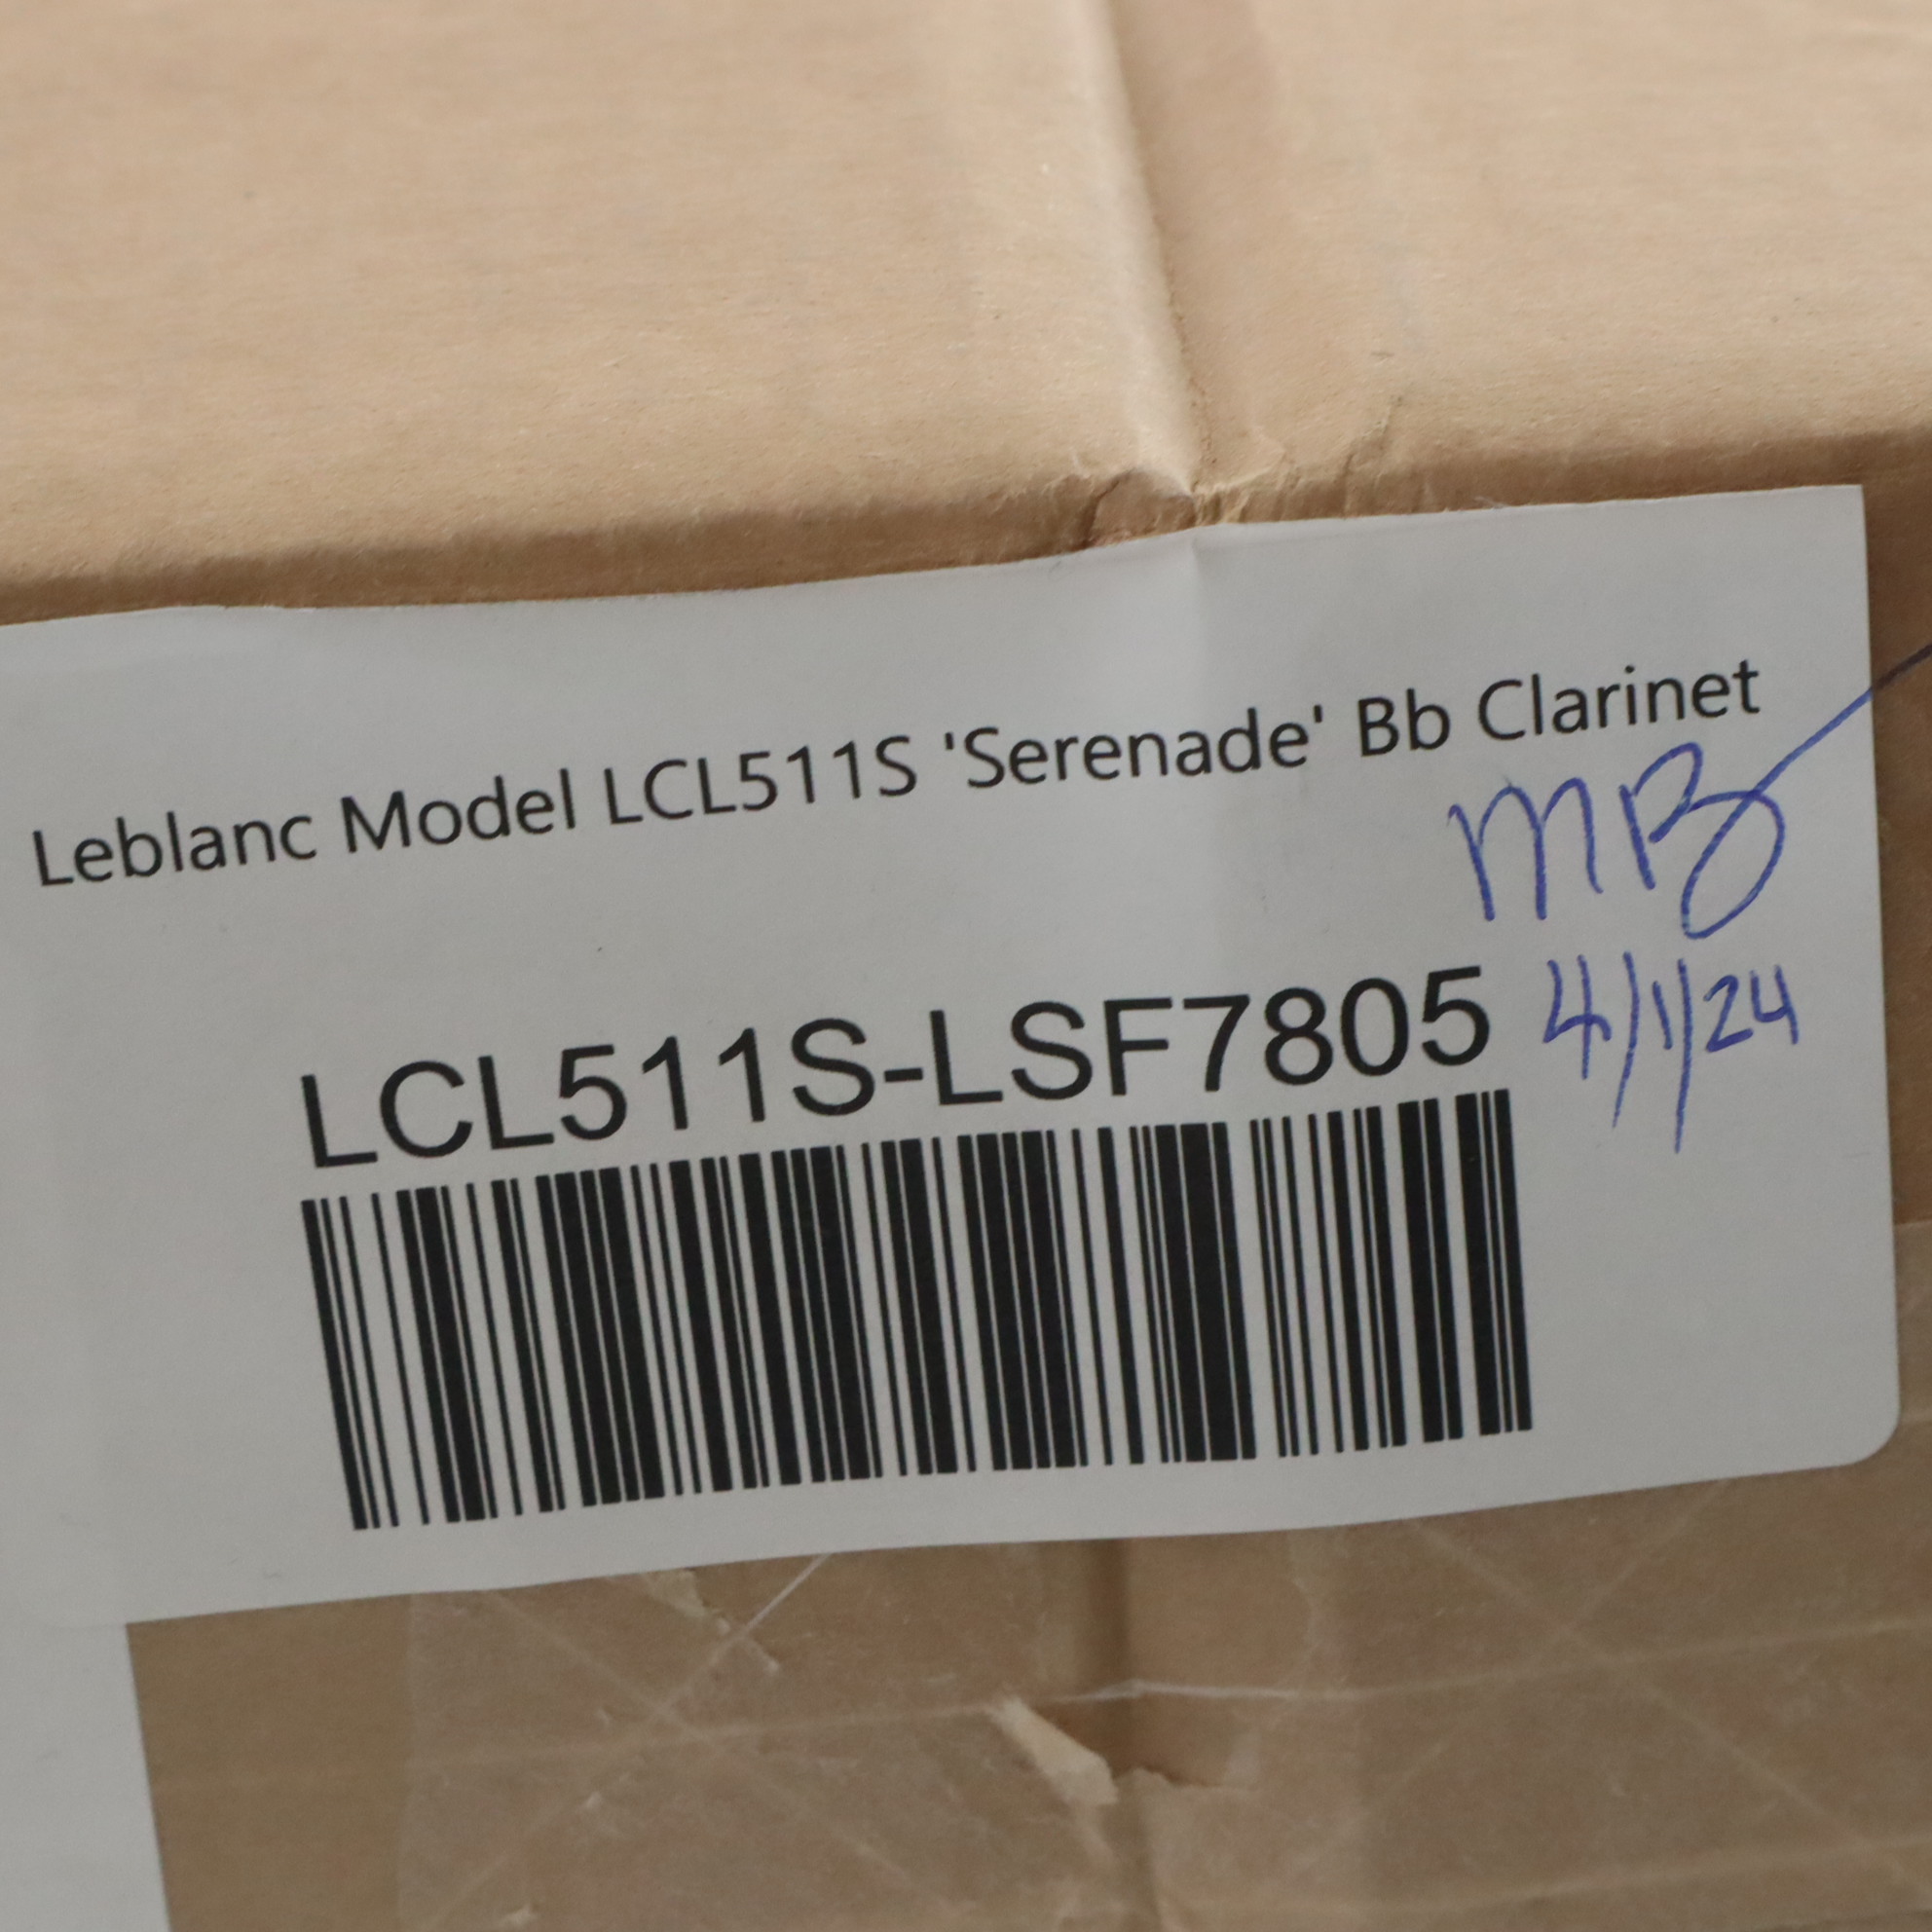 Leblanc Model LCL511S 'Serenade' Bb Clarinet
MB
LCL511S-LSF7805
4/1/24